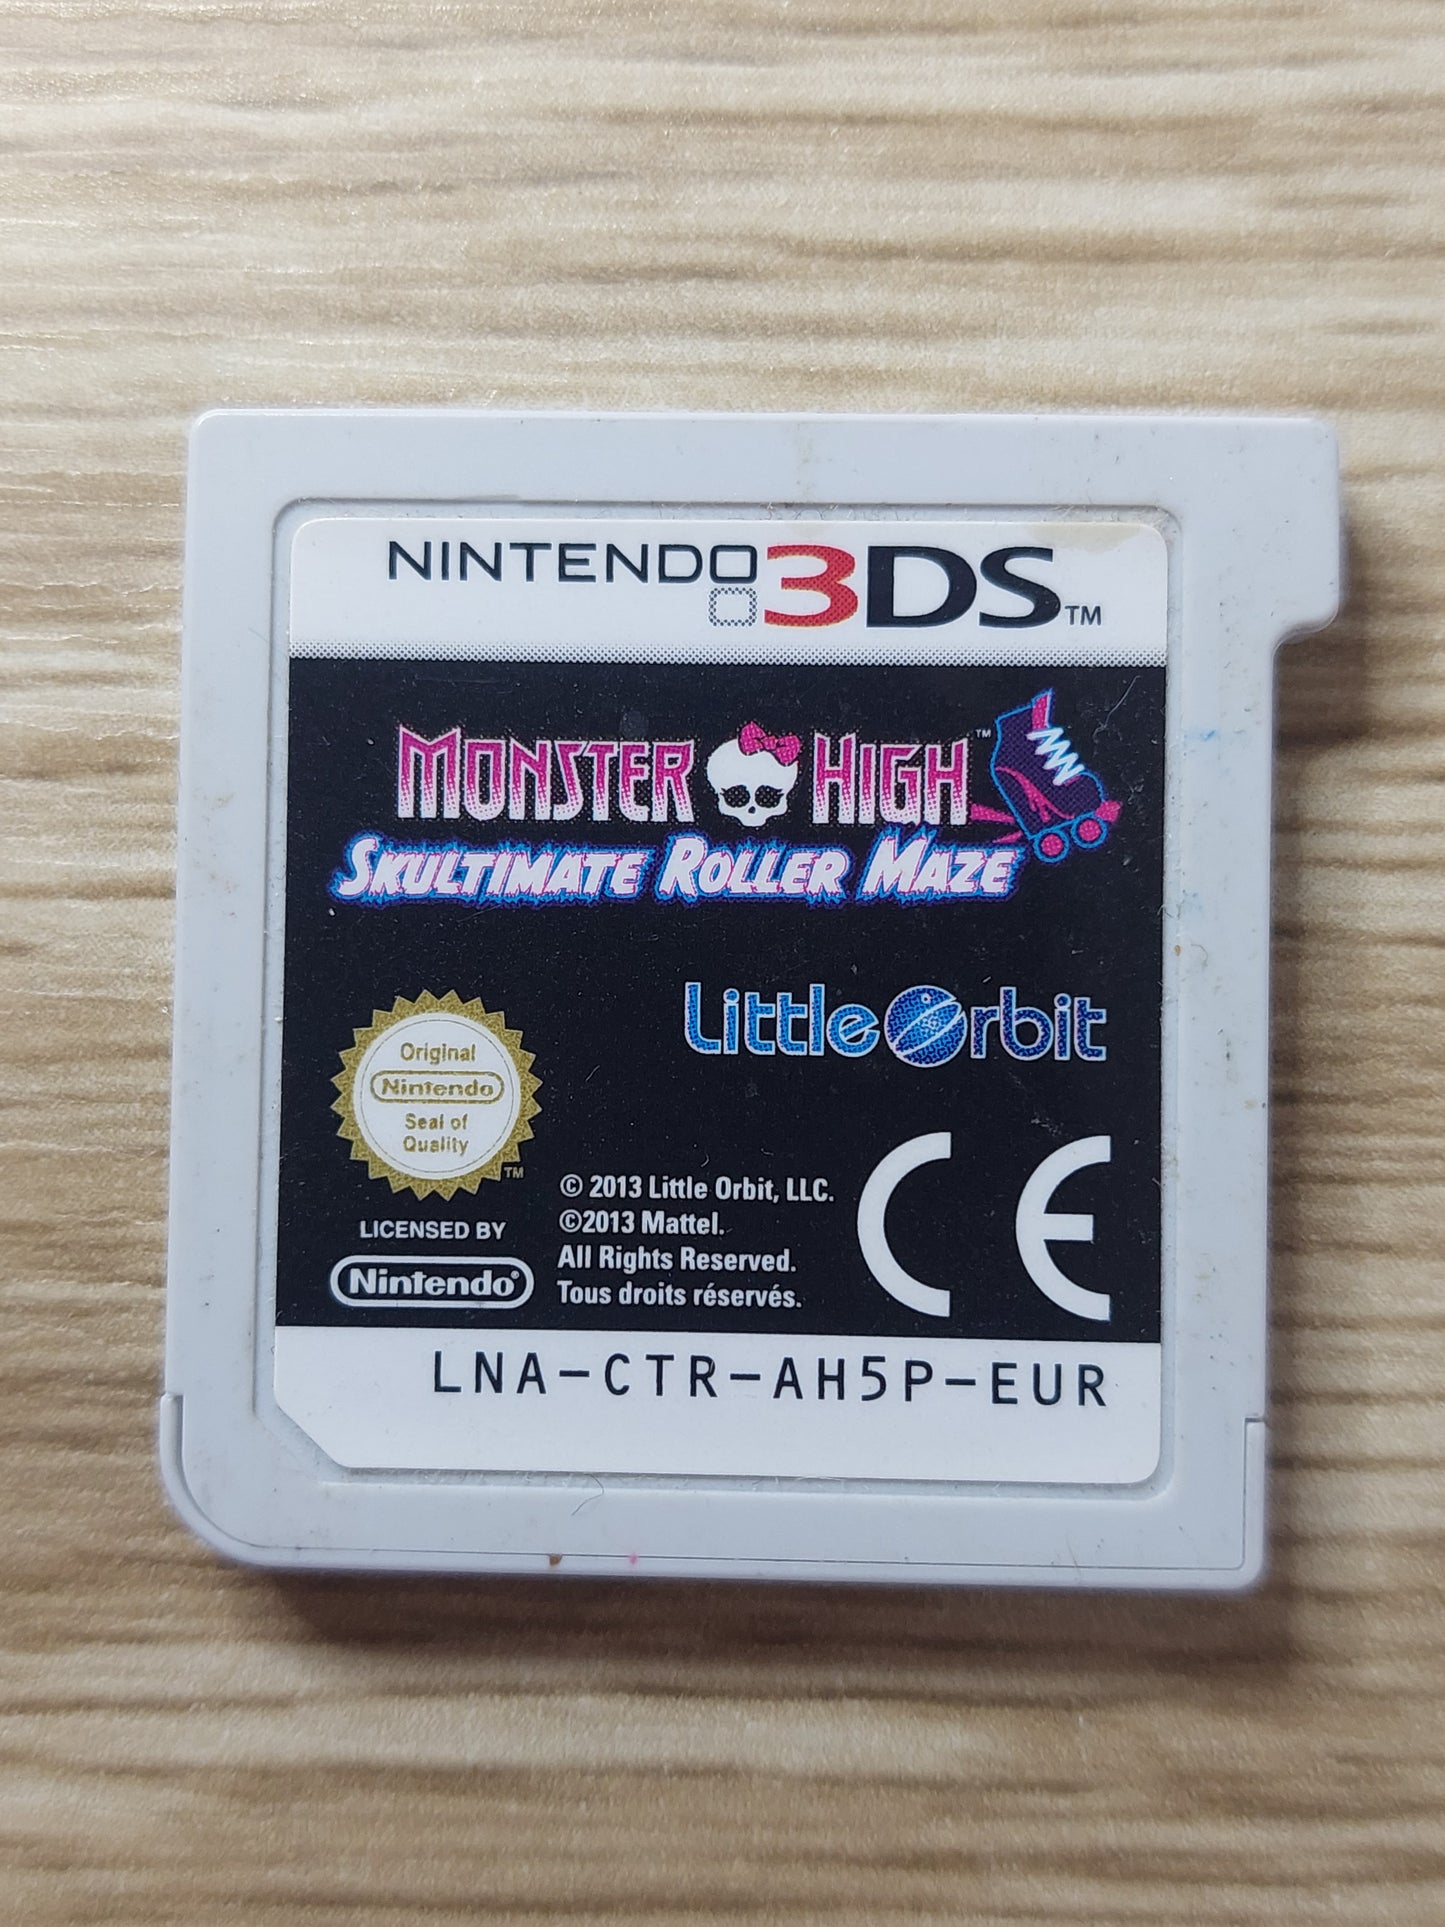 NINTENDO 3DS™
MONSTER HIGH™
SKULTIMATE ROLLER MAZE
Little Orbit
Original
Nintendo
Seal of
Quality
TM
LICENSED BY
Nintendo®
© 2013 Little Orbit, LLC.
©2013 Mattel.
All Rights Reserved.
Tous droits réservés.
CE
LNA-CTR-AH5P-EUR